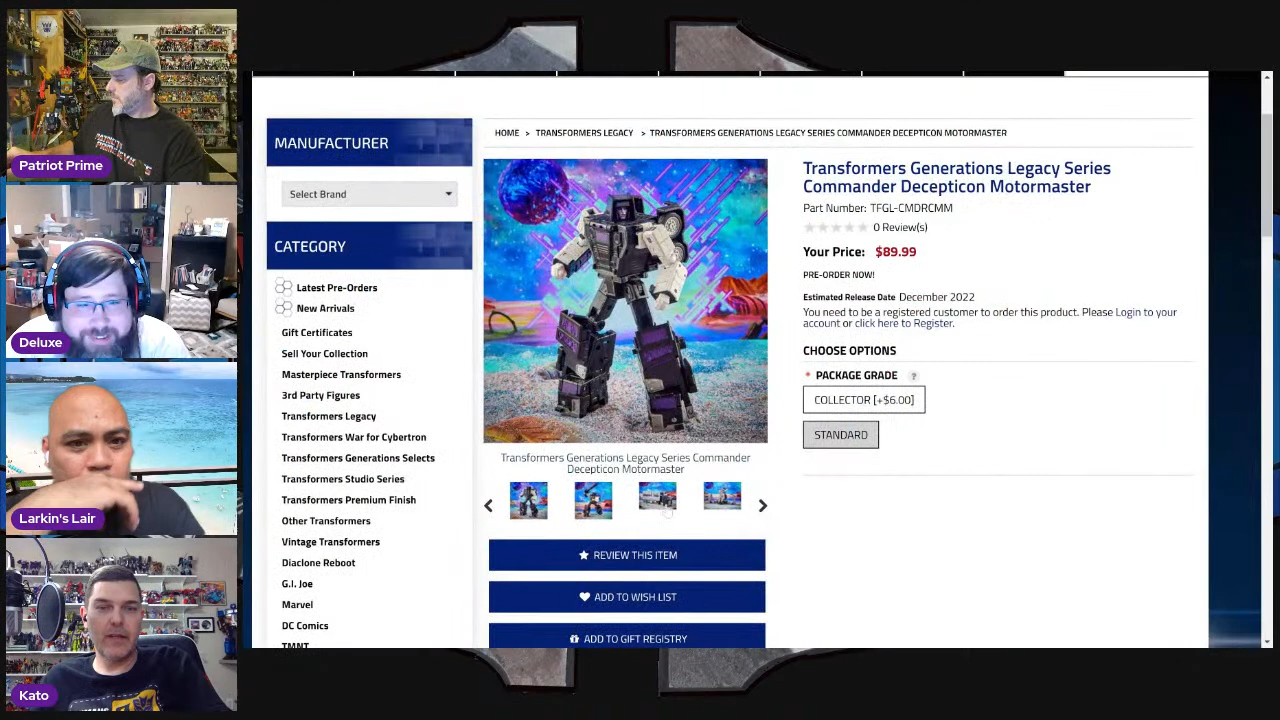 Patriot Prime
Deluxe
Larkin's Lair
Kato
MANUFACTURER
Select Brand
CATEGORY
Latest Pre-Orders
New Arrivals
Gift Certificates
Sell Your Collection
Masterpiece Transformers
3rd Party Figures
Transformers Legacy
Transformers War for Cybertron
Transformers Generations Selects
Transformers Studio Series
Transformers Premium Finish
Other Transformers
Vintage Transformers
Diaclone Reboot
G.I. Joe
Marvel
DC Comics
TMNT
HOME > TRANSFORMERS LEGACY > TRANSFORMERS GENERATIONS LEGACY SERIES COMMANDER DECEPTICON MOTORMASTER
Transformers Generations Legacy Series Commander
Decepticon Motormaster
REVIEW THIS ITEM
ADD TO WISH LIST
ADD TO GIFT REGISTRY
Transformers Generations Legacy Series
Commander Decepticon Motormaster
Part Number: TFGL-CMDRCMM
0 Review(s)
Your Price: $89.99
PRE-ORDER NOW!
Estimated Release Date December 2022
You need to be a registered customer to order this product. Please Login to your
account or click here to Register.
CHOOSE OPTIONS
* PACKAGE GRADE ?
COLLECTOR [+$6.00]
STANDARD